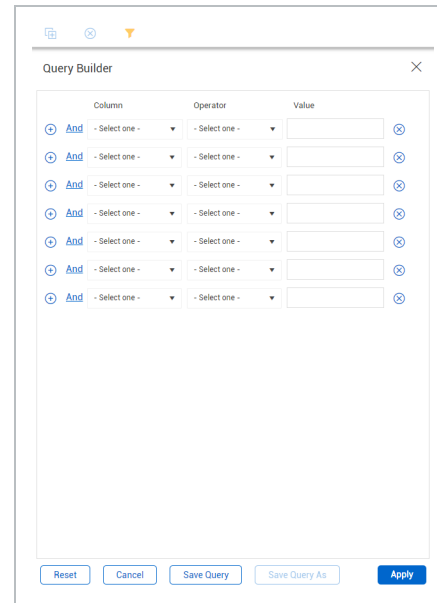 Query Builder
Column Operator Value
And - Select one - - Select one -
And - Select one - - Select one -
And - Select one - - Select one -
And - Select one - - Select one -
And - Select one - - Select one -
And - Select one - - Select one -
And - Select one - - Select one -
Reset Cancel Save Query Save Query As Apply